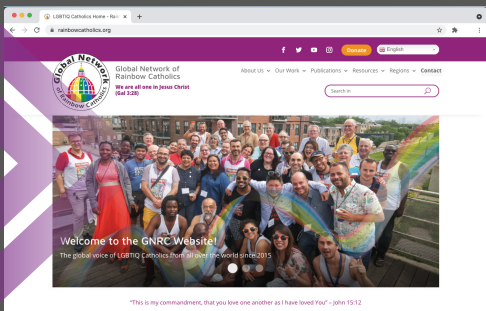 LGBTIQ Catholics Home - Rain
rainbowcatholics.org
Donate
English
Global Network
of Rainbow Catholics
Global Network of
Rainbow Catholics
We are all one in Jesus Christ
(Gal 3:28)
About Us
Our Work
Publications
Resources
Regions
Contact
Search in
Welcome to the GNRC Website!
The global voice of LGBTIQ Catholics from all over the world since 2015
"This is my commandment, that you love one another as I have loved You" – John 15:12